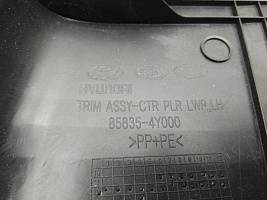 HYUNDAI
TRIM ASSY-CTR PLR LWR,LH
85835-4Y000
>PP+PE<